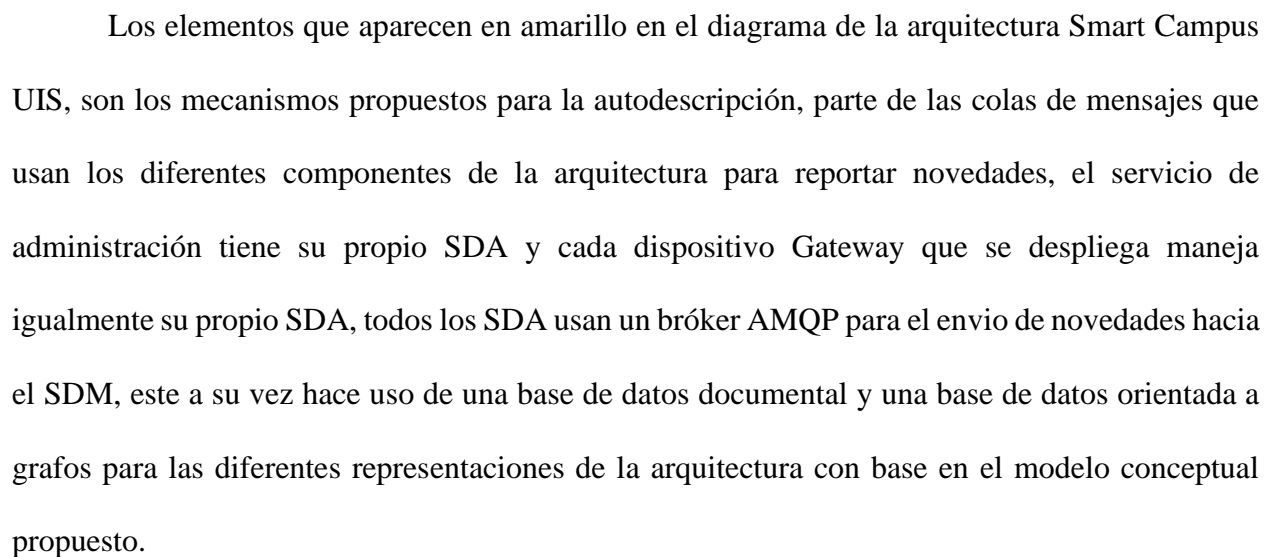 Los elementos que aparecen en amarillo en el diagrama de la arquitectura Smart Campus
UIS, son los mecanismos propuestos para la autodescripción, parte de las colas de mensajes que
usan los diferentes componentes de la arquitectura para reportar novedades, el servicio de
administración tiene su propio SDA y cada dispositivo Gateway que se despliega maneja
igualmente su propio SDA, todos los SDA usan un bróker AMQP para el envio de novedades hacia
el SDM, este a su vez hace uso de una base de datos documental y una base de datos orientada a
grafos para las diferentes representaciones de la arquitectura con base en el modelo conceptual
propuesto.